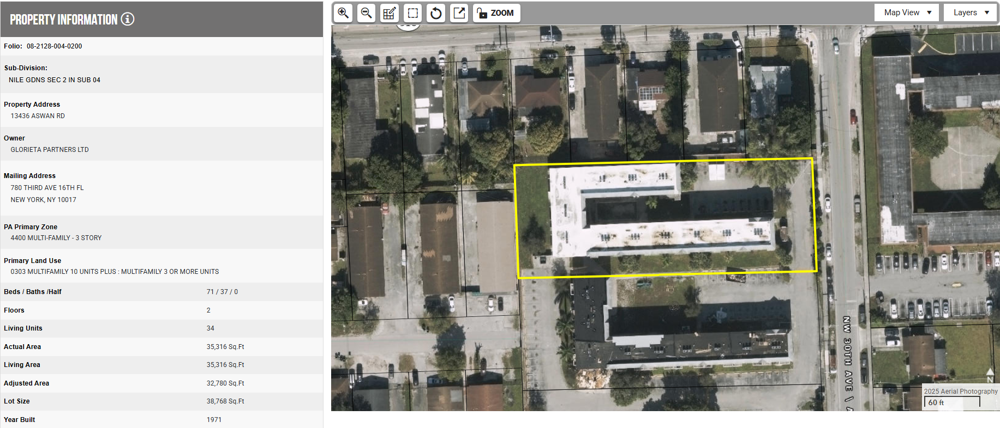 PROPERTY INFORMATION
ZOOM
Map View
Layers
Folio: 08-2128-004-0200
Sub-Division:
NILE GDNS SEC 2 IN SUB 04
Property Address
13436 ASWAN RD
Owner
GLORIETA PARTNERS LTD
Mailing Address
780 THIRD AVE 16TH FL
NEW YORK, NY 10017
PA Primary Zone
4400 MULTI-FAMILY - 3 STORY
Primary Land Use
0303 MULTIFAMILY 10 UNITS PLUS : MULTIFAMILY 3 OR MORE UNITS
Beds / Baths /Half 71 / 37 / 0
Floors 2
Living Units 34
Actual Area 35,316 Sq.Ft
Living Area 35,316 Sq.Ft
Adjusted Area 32,780 Sq.Ft
Lot Size 38,768 Sq.Ft
Year Built 1971
NW 30TH AVE \
N
2025 Aerial Photography
60 ft